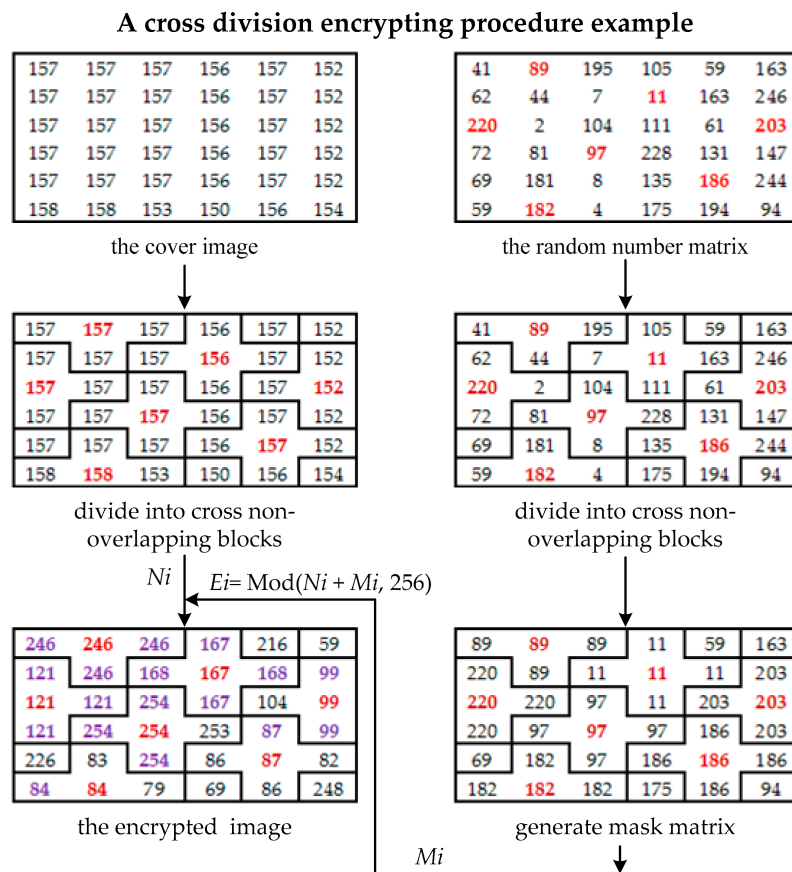 A cross division encrypting procedure example
157 157 157 156 157 152
157 157 157 156 157 152
157 157 157 156 157 152
157 157 157 156 157 152
157 157 157 156 157 152
158 158 153 150 156 154
the cover image
41 89 195 105 59 163
62 44 7 11 163 246
220 2 104 111 61 203
72 81 97 228 131 147
69 181 8 135 186 244
59 182 4 175 194 94
the random number matrix
157 157 157 156 157 152
157 157 157 156 157 152
157 157 157 156 157 152
157 157 157 156 157 152
157 157 157 156 157 152
158 158 153 150 156 154
divide into cross non-
overlapping blocks
41 89 195 105 59 163
62 44 7 11 163 246
220 2 104 111 61 203
72 81 97 228 131 147
69 181 8 135 186 244
59 182 4 175 194 94
divide into cross non-
overlapping blocks
Ni
Ei= Mod(Ni + Mi, 256)
246 246 246 167 216 59
121 246 168 167 168 99
121 121 254 167 104 99
121 254 254 253 87 99
226 83 254 86 87 82
84 84 79 69 86 248
the encrypted image
89 89 89 11 59 163
220 89 11 11 11 203
220 220 97 11 203 203
220 97 97 97 186 203
69 182 97 186 186 186
182 182 182 175 186 94
generate mask matrix
Mi